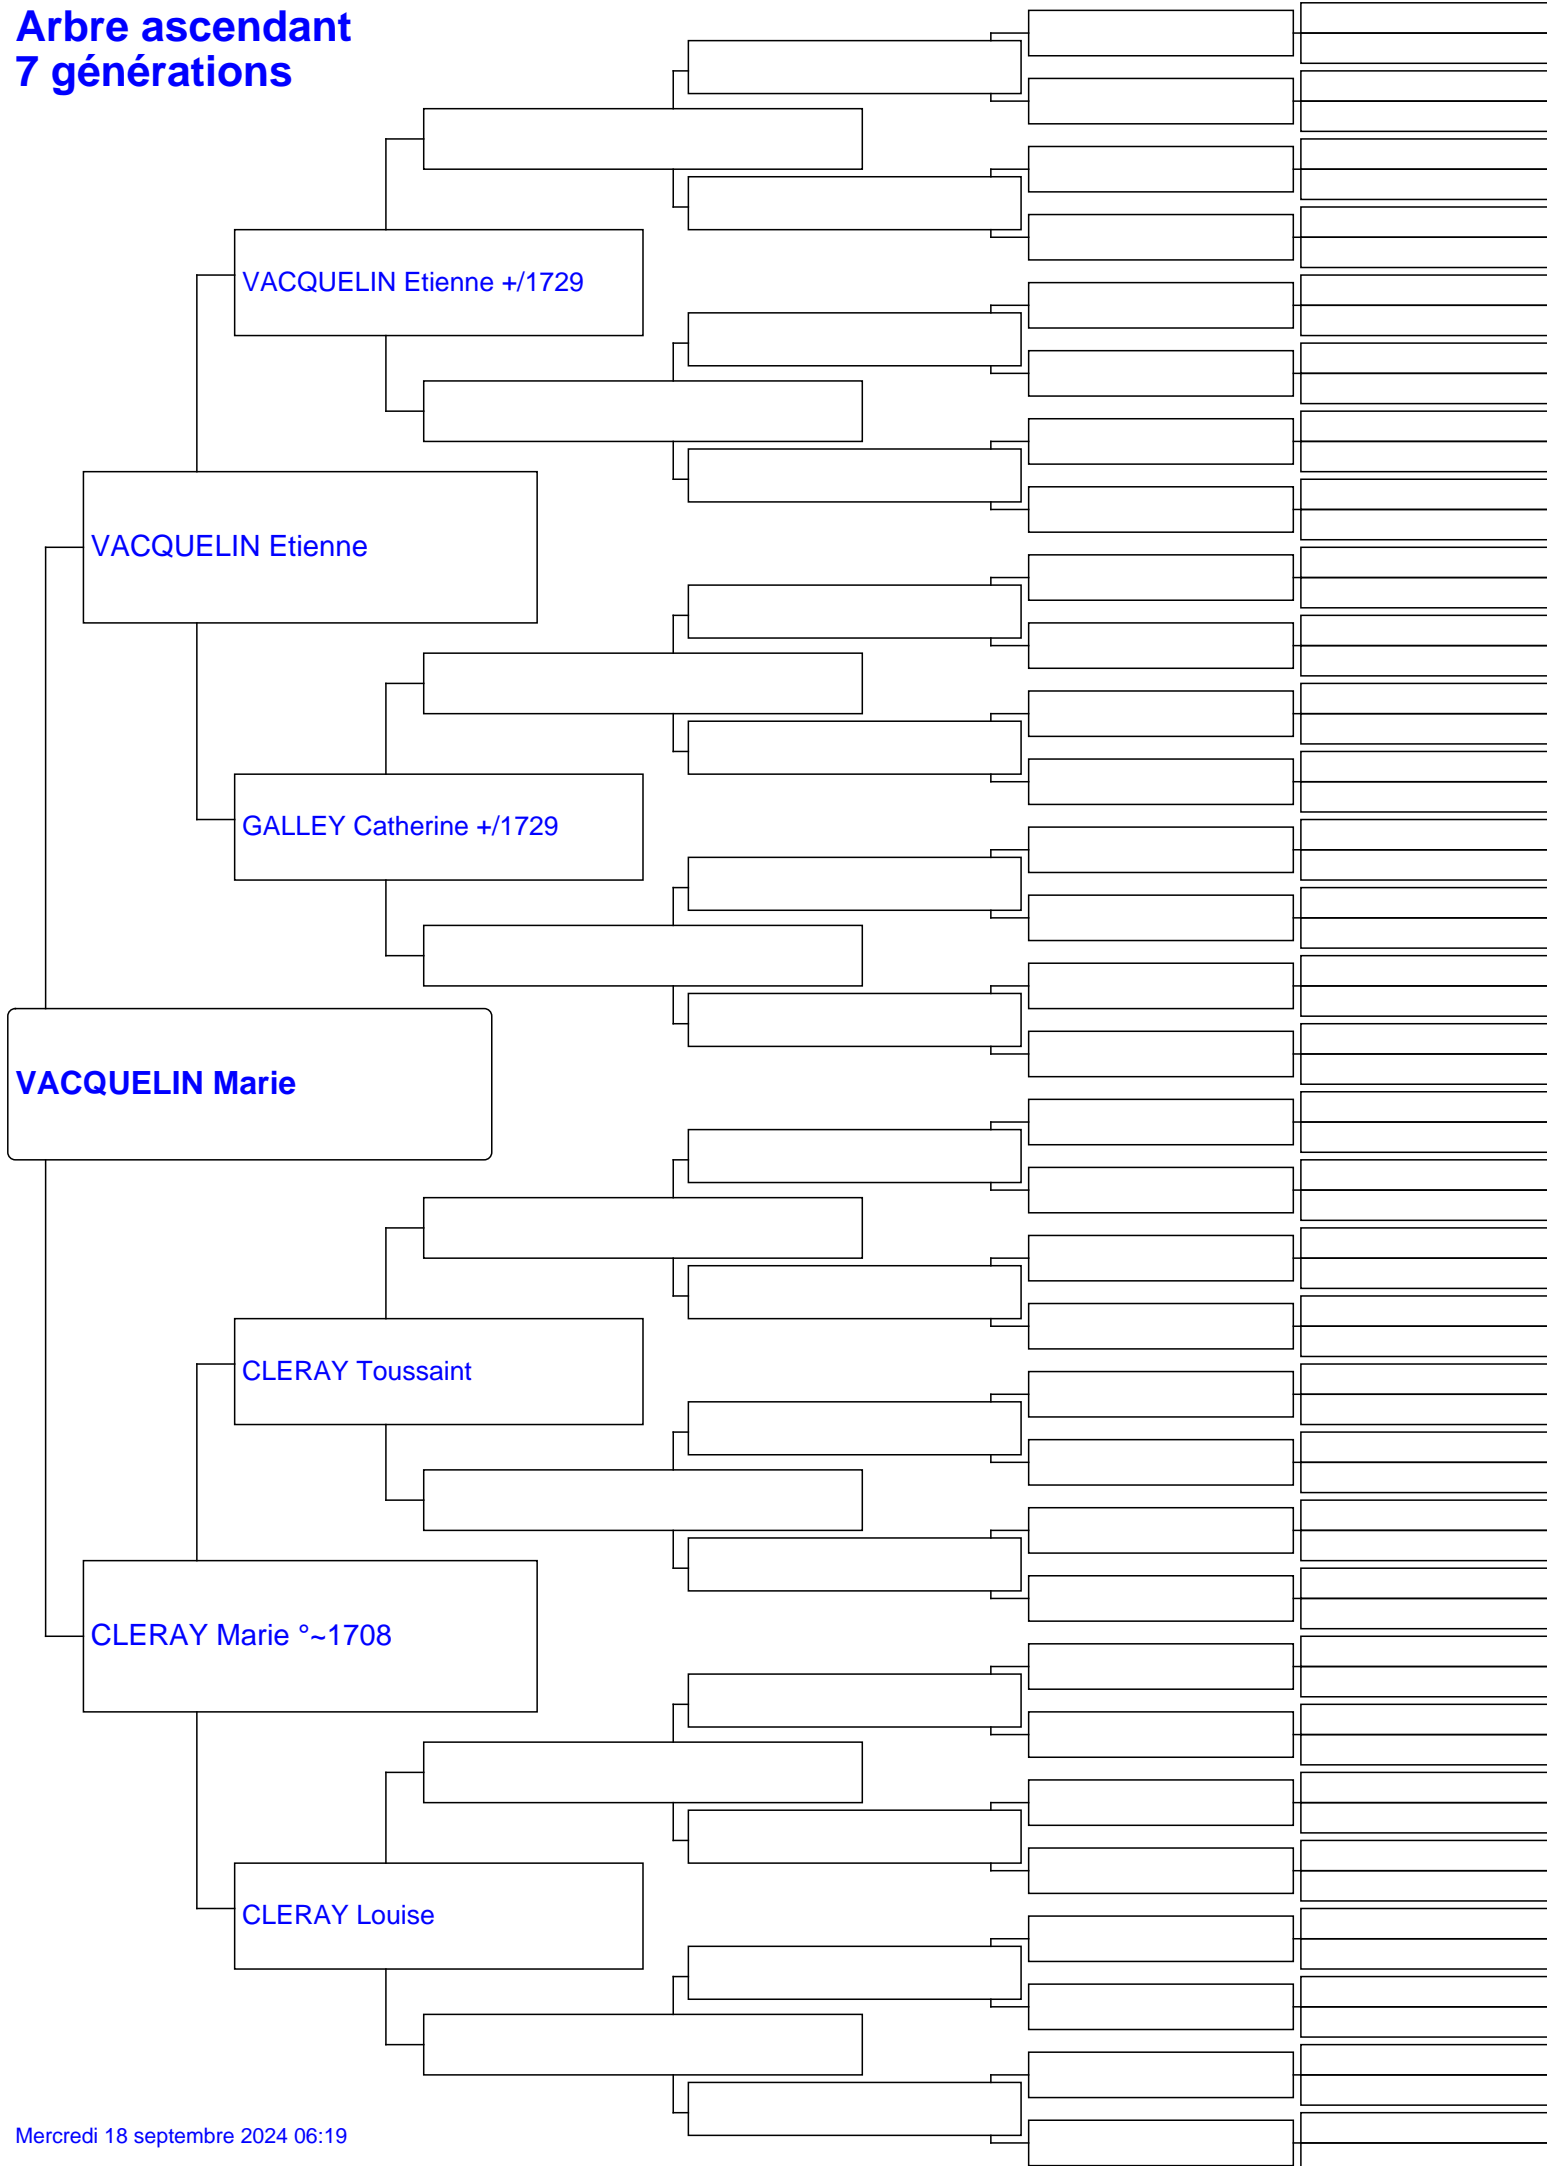 Arbre ascendant
7 générations
VACQUELIN Etienne +/1729
VACQUELIN Etienne
GALLEY Catherine +/1729
VACQUELIN Marie
CLERAY Toussaint
CLERAY Marie °~1708
CLERAY Louise
Mercredi 18 septembre 2024 06:19